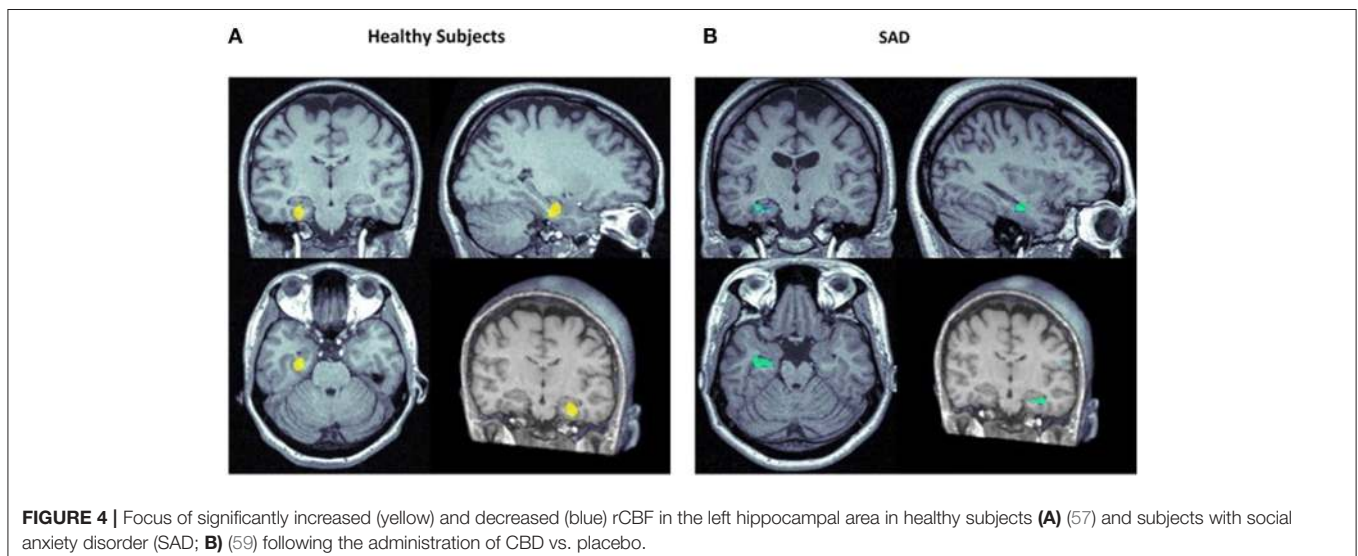 A
Healthy Subjects
B
SAD
FIGURE 4 | Focus of significantly increased (yellow) and decreased (blue) rCBF in the left hippocampal area in healthy subjects (A) (57) and subjects with social
anxiety disorder (SAD; B) (59) following the administration of CBD vs. placebo.